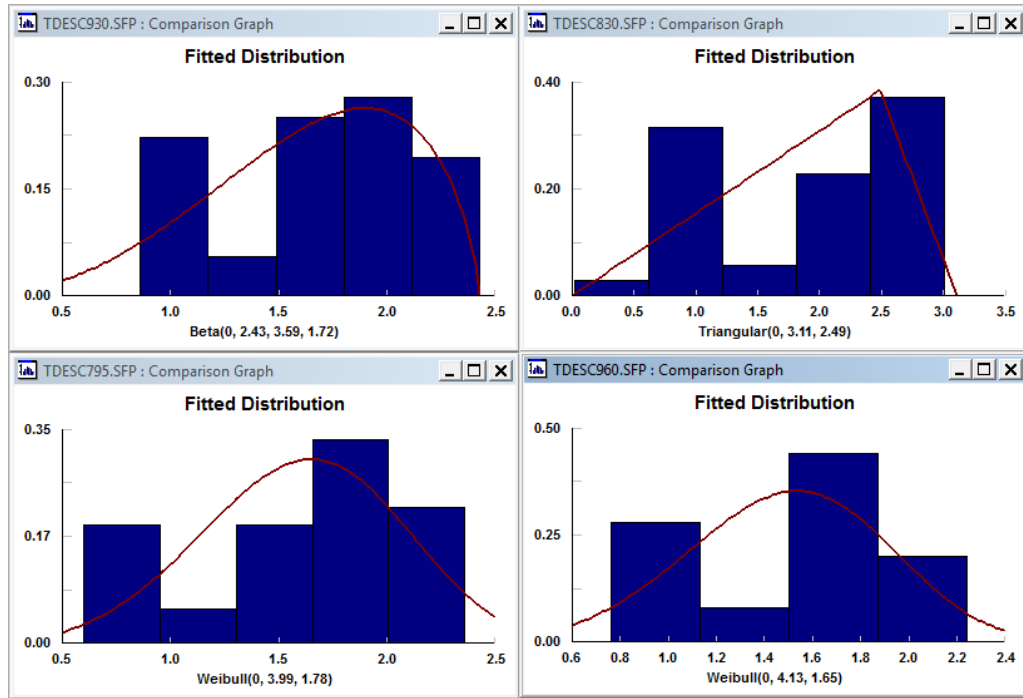 TDESC930.SFP : Comparison Graph
Fitted Distribution
0.30
0.15
0.00
0.5 1.0 1.5 2.0 2.5
Beta(0, 2.43, 3.59, 1.72)
TDESC830.SFP : Comparison Graph
Fitted Distribution
0.40
0.20
0.00
0.0 0.5 1.0 1.5 2.0 2.5 3.0 3.5
Triangular(0, 3.11, 2.49)
TDESC795.SFP : Comparison Graph
Fitted Distribution
0.35
0.17
0.00
0.5 1.0 1.5 2.0 2.5
Weibull(0, 3.99, 1.78)
TDESC960.SFP : Comparison Graph
Fitted Distribution
0.50
0.25
0.00
0.6 0.8 1.0 1.2 1.4 1.6 1.8 2.0 2.2 2.4
Weibull(0, 4.13, 1.65)